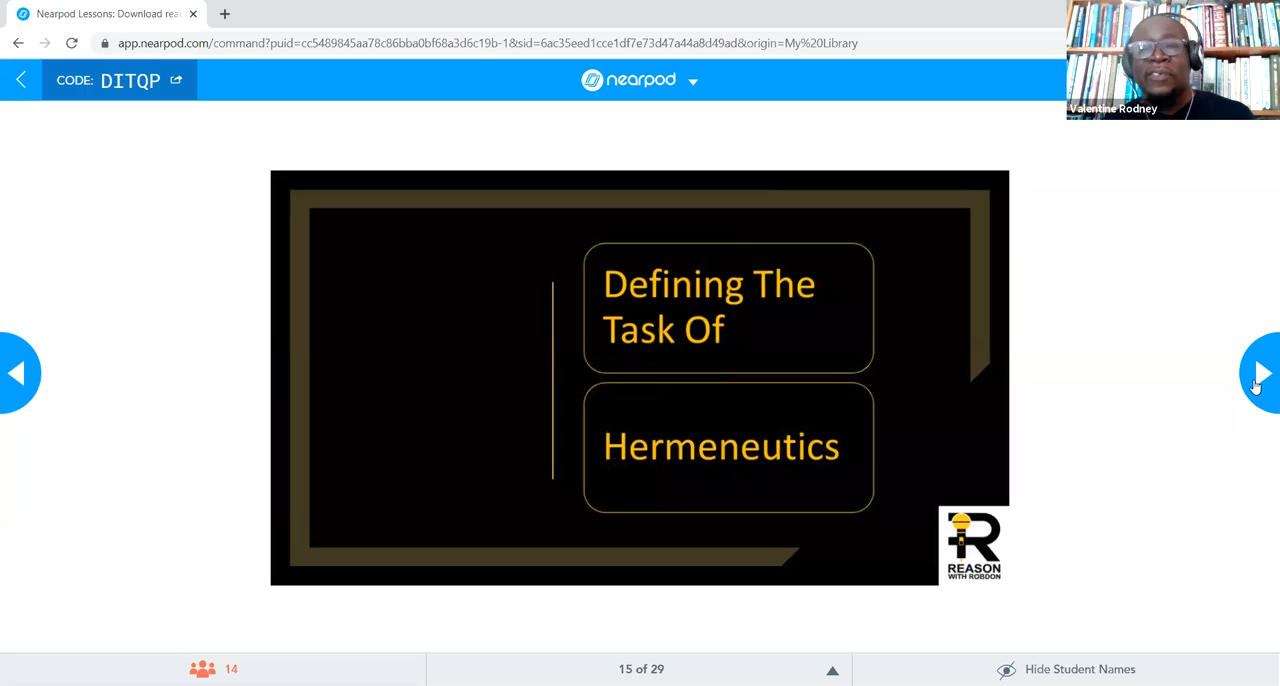 Nearpod Lessons: Download rea
app.nearpod.com/command?puid=cc5489845aa78c86bba0bf68a3d6c19b-1&sid=6ac35eed1cce1df7e73d47a44a8d49ad&origin=My%20Library
CODE: DITQP
nearpod
Valentine Rodney
Defining The
Task Of
Hermeneutics
R
REASON
WITH ROBDON
14
15 of 29
Hide Student Names